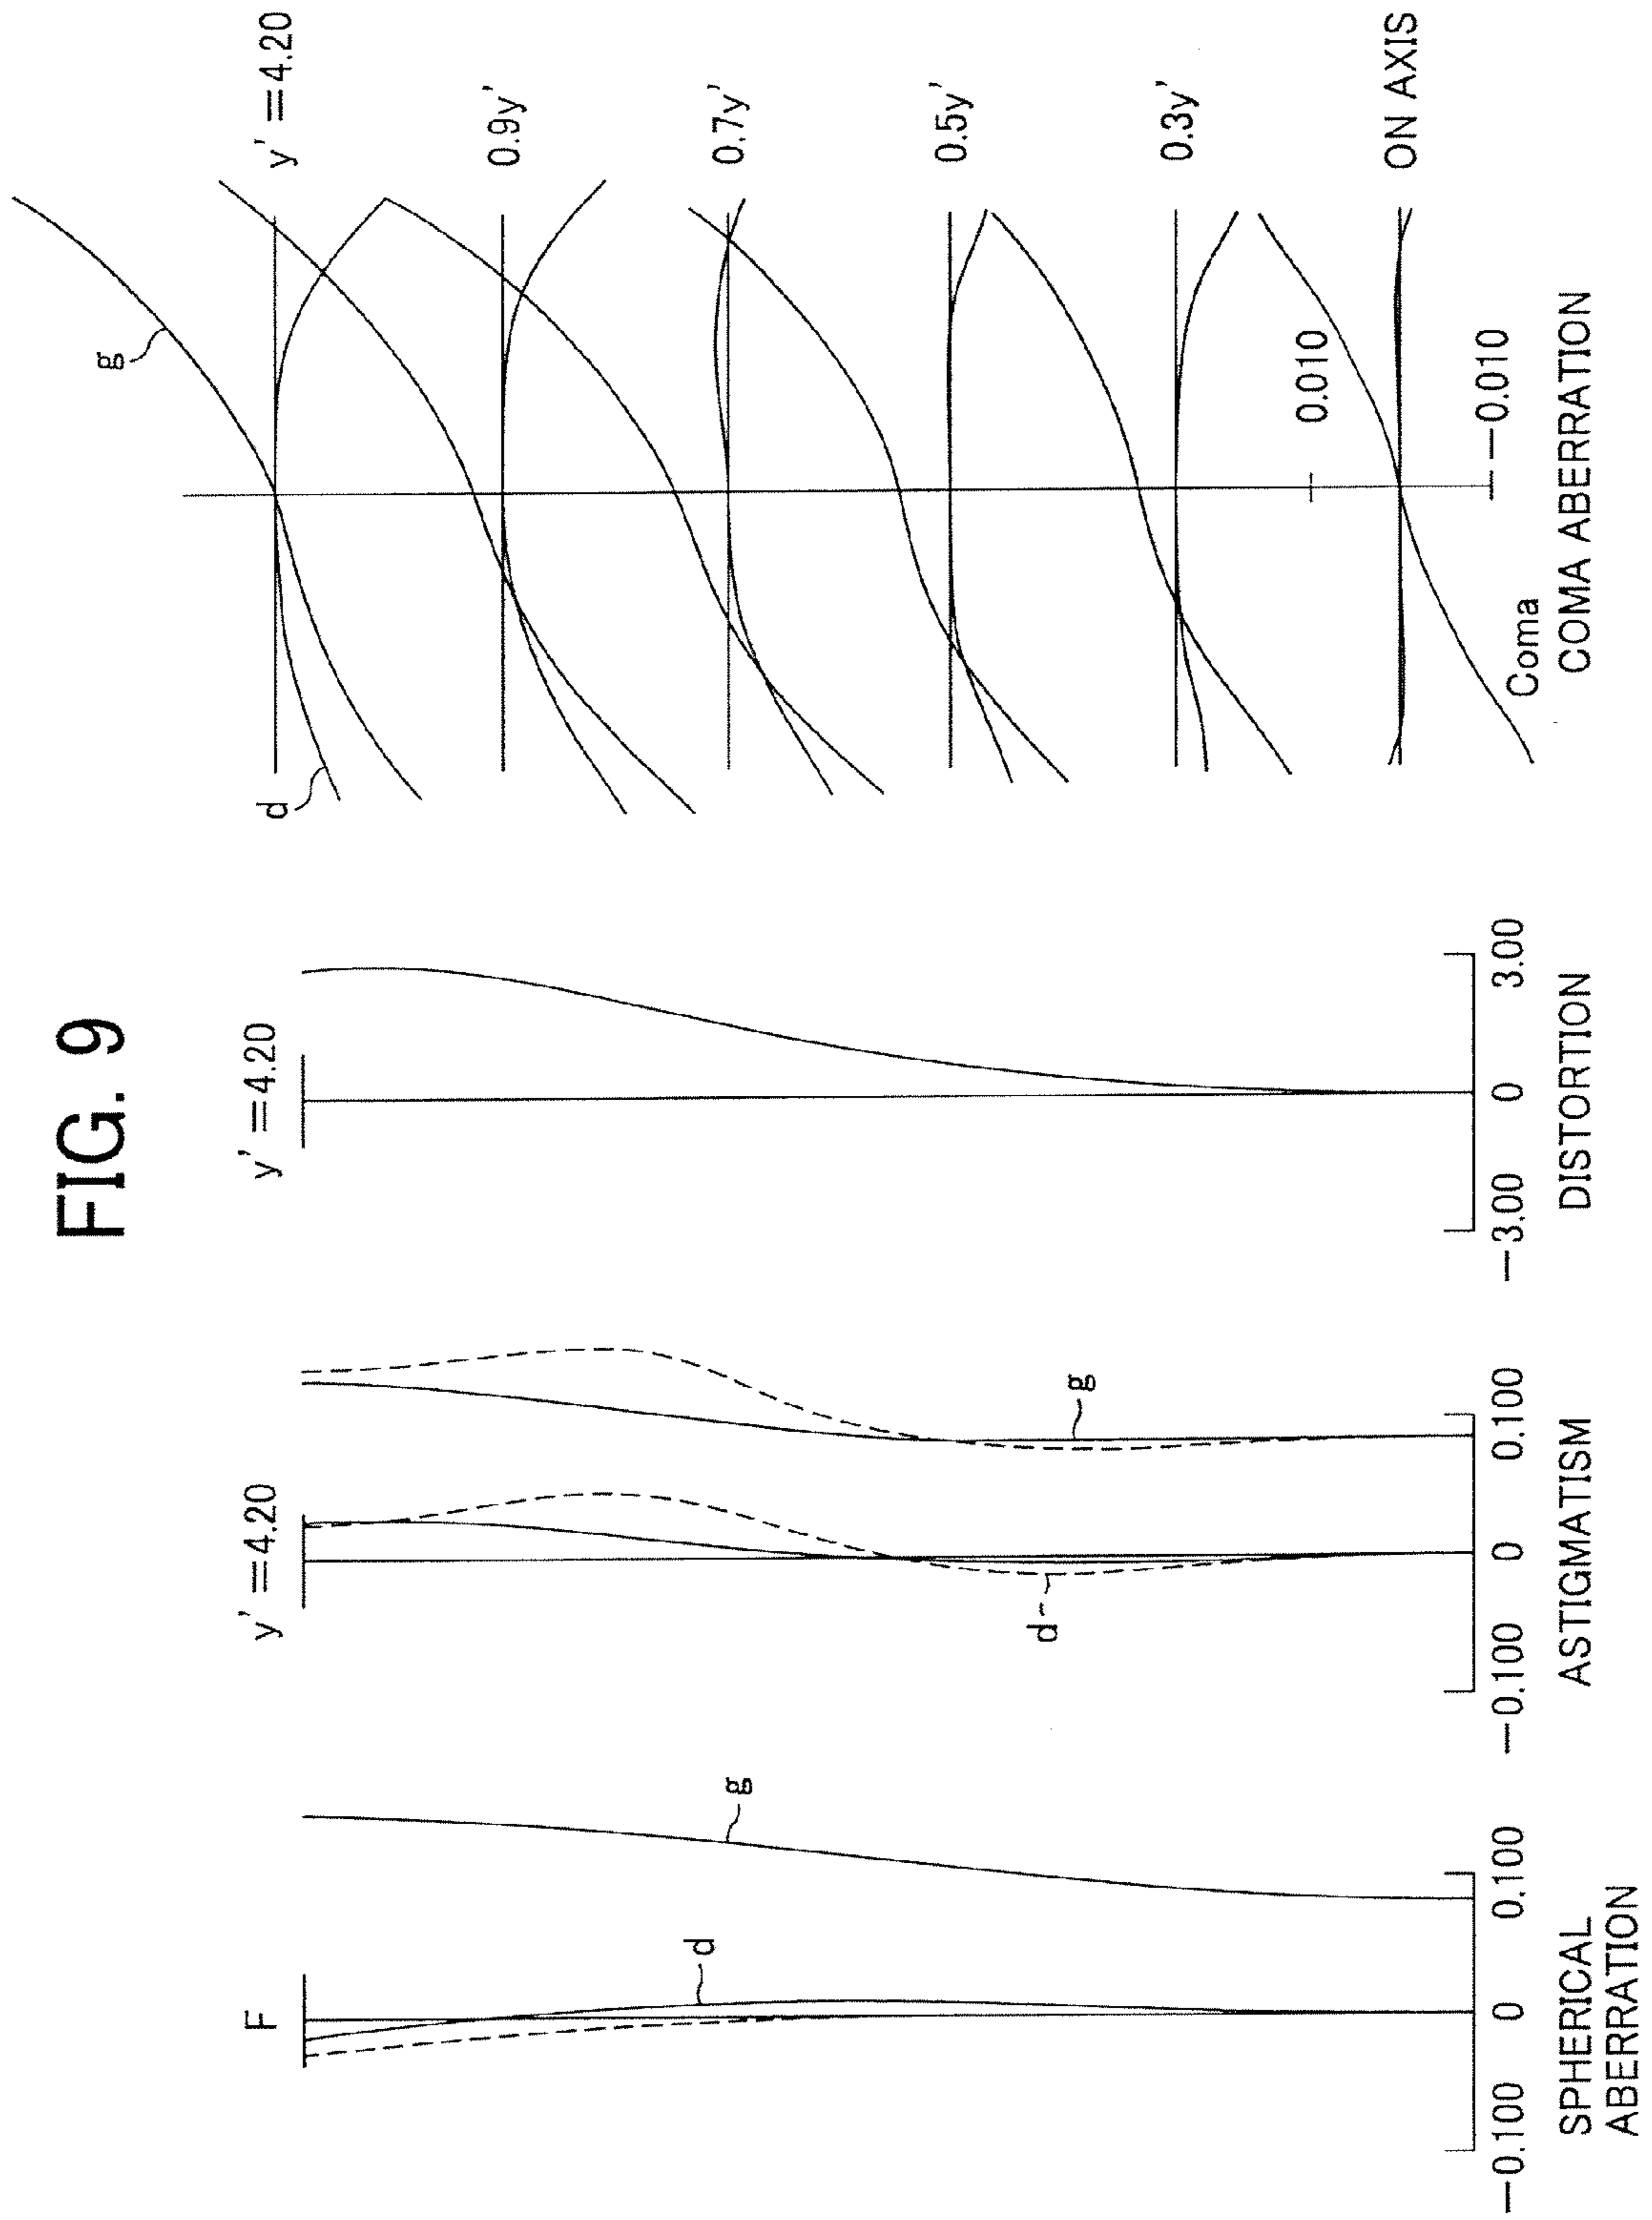 FIG. 9
F
d
g
−0.100 0 0.100
SPHERICAL
ABERRATION
y' =4.20
d
g
−0.100 0 0.100
ASTIGMATISM
y' =4.20
−3.00 0 3.00
DISTORTION
g
d
y' =4.20
0.9y'
0.7y'
0.5y'
0.3y'
0.010
ON AXIS
−0.010
Coma
COMA ABERRATION